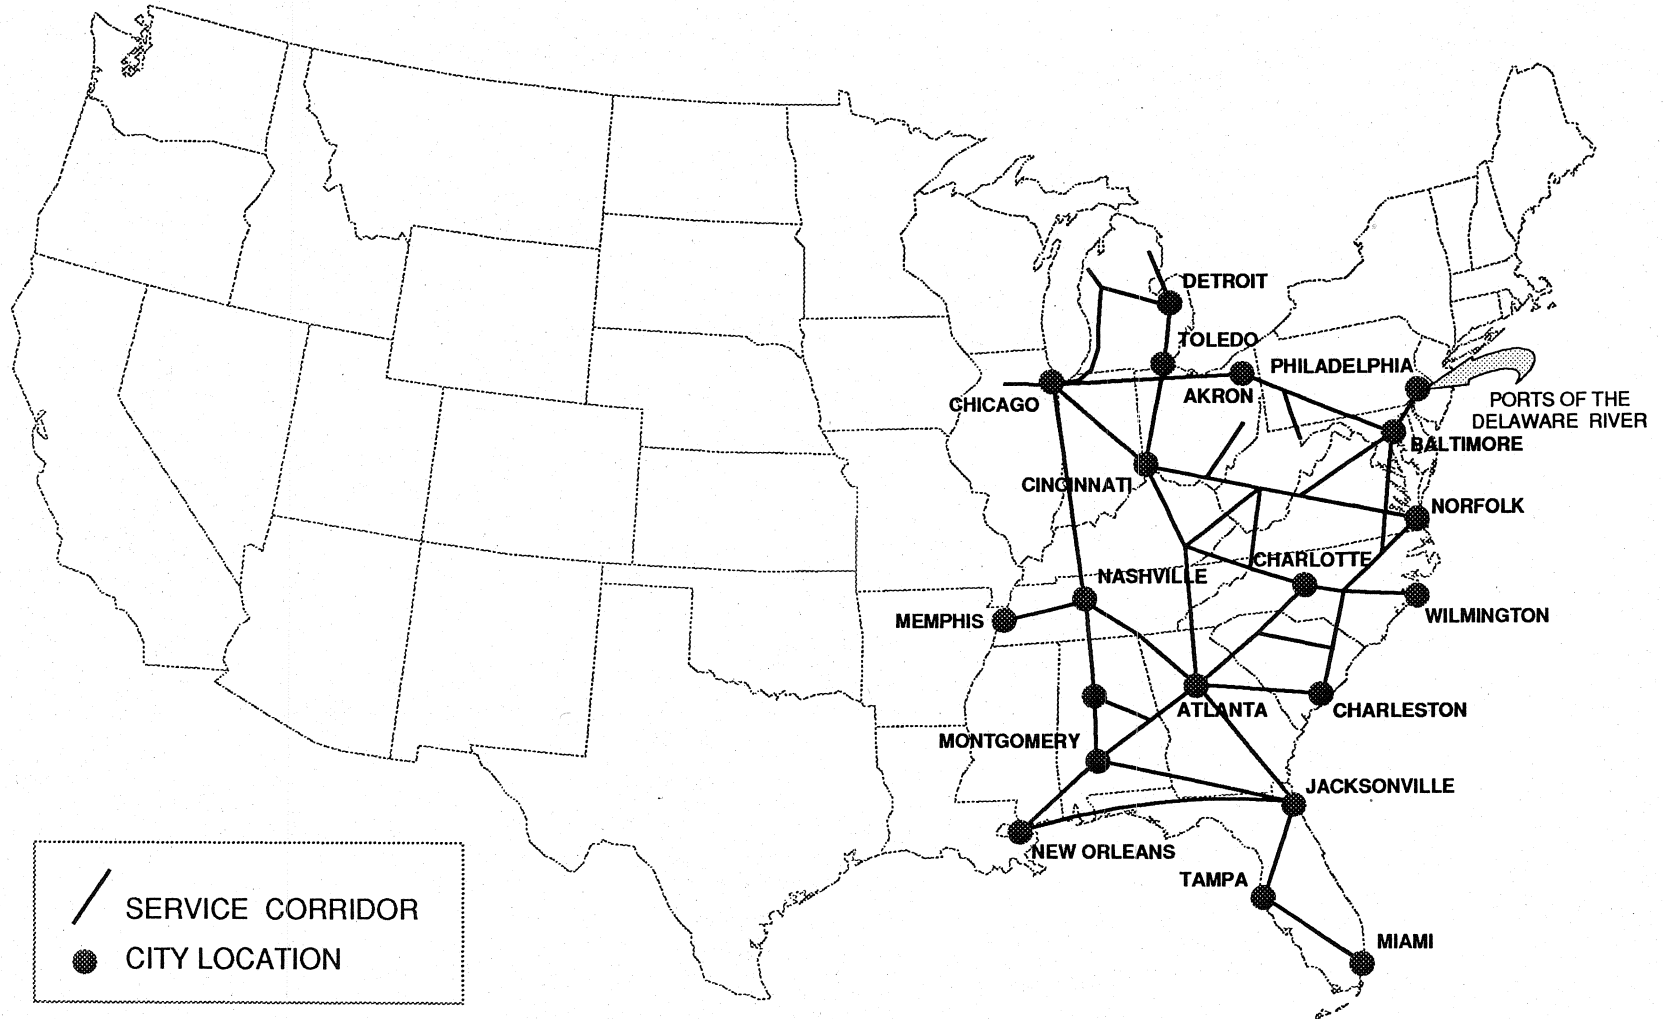 DETROIT
TOLEDO
PHILADELPHIA
AKRON
CHICAGO
PORTS OF THE
DELAWARE RIVER
BALTIMORE
CINCINNATI
NORFOLK
CHARLOTTE
NASHVILLE
MEMPHIS
WILMINGTON
ATLANTA
CHARLESTON
MONTGOMERY
JACKSONVILLE
NEW ORLEANS
TAMPA
MIAMI
SERVICE CORRIDOR
CITY LOCATION